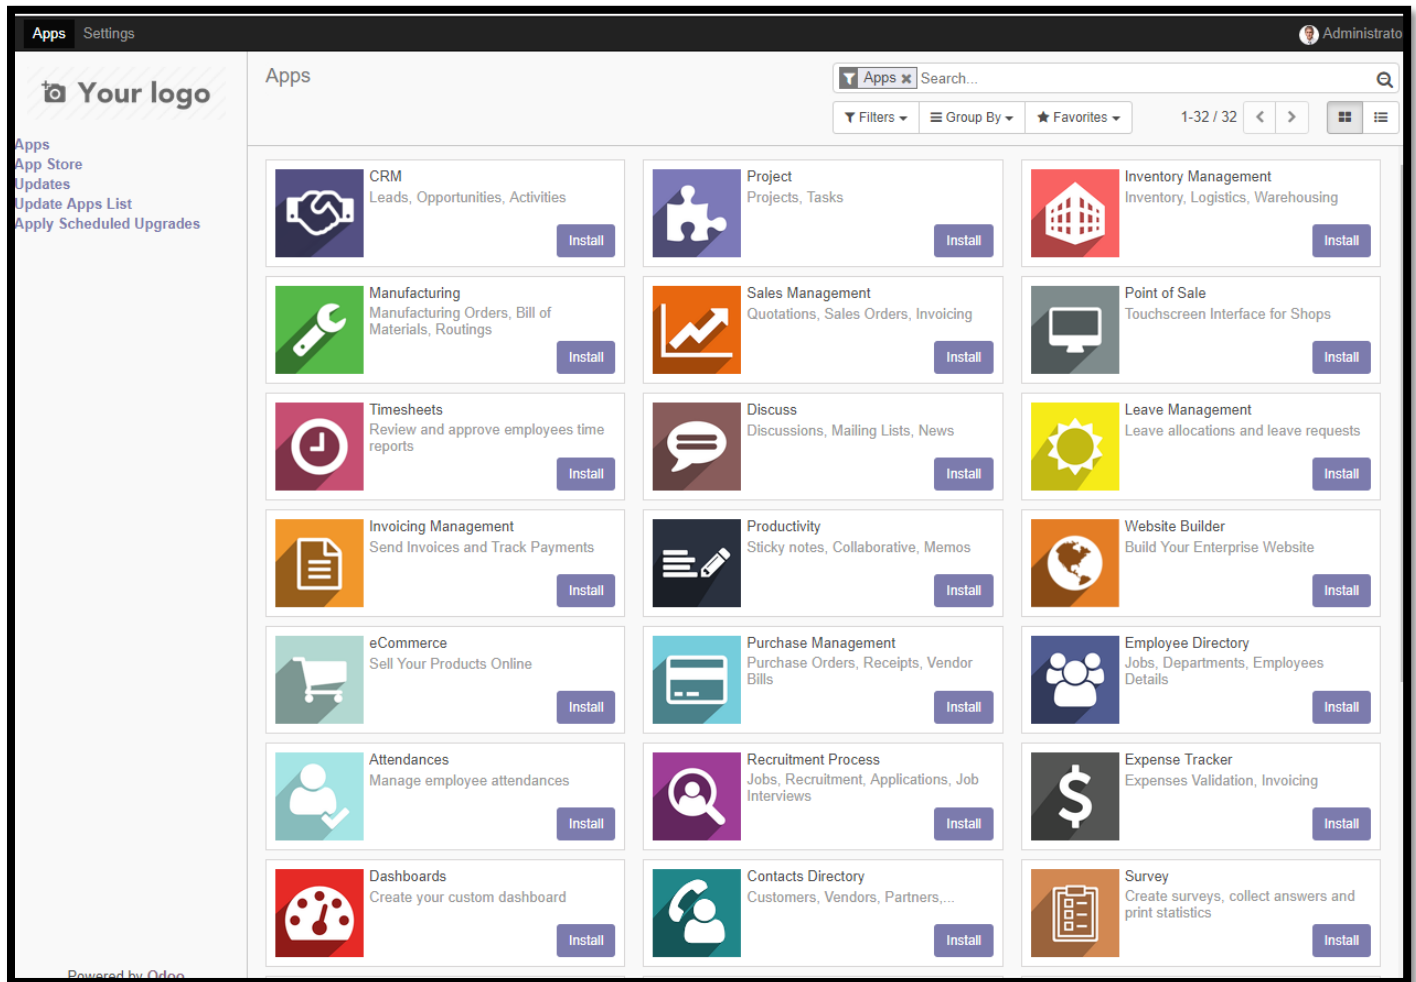 Apps Settings Administrato
Your logo
Apps
App Store
Updates
Update Apps List
Apply Scheduled Upgrades
Powered by Odoo
Apps
Apps Search...
Filters Group By Favorites 1-32 / 32
CRM
Leads, Opportunities, Activities
Install
Project
Projects, Tasks
Install
Inventory Management
Inventory, Logistics, Warehousing
Install
Manufacturing
Manufacturing Orders, Bill of
Materials, Routings
Install
Sales Management
Quotations, Sales Orders, Invoicing
Install
Point of Sale
Touchscreen Interface for Shops
Install
Timesheets
Review and approve employees time
reports
Install
Discuss
Discussions, Mailing Lists, News
Install
Leave Management
Leave allocations and leave requests
Install
Invoicing Management
Send Invoices and Track Payments
Install
Productivity
Sticky notes, Collaborative, Memos
Install
Website Builder
Build Your Enterprise Website
Install
eCommerce
Sell Your Products Online
Install
Purchase Management
Purchase Orders, Receipts, Vendor
Bills
Install
Employee Directory
Jobs, Departments, Employees
Details
Install
Attendances
Manage employee attendances
Install
Recruitment Process
Jobs, Recruitment, Applications, Job
Interviews
Install
Expense Tracker
Expenses Validation, Invoicing
Install
Dashboards
Create your custom dashboard
Install
Contacts Directory
Customers, Vendors, Partners,...
Install
Survey
Create surveys, collect answers and
print statistics
Install